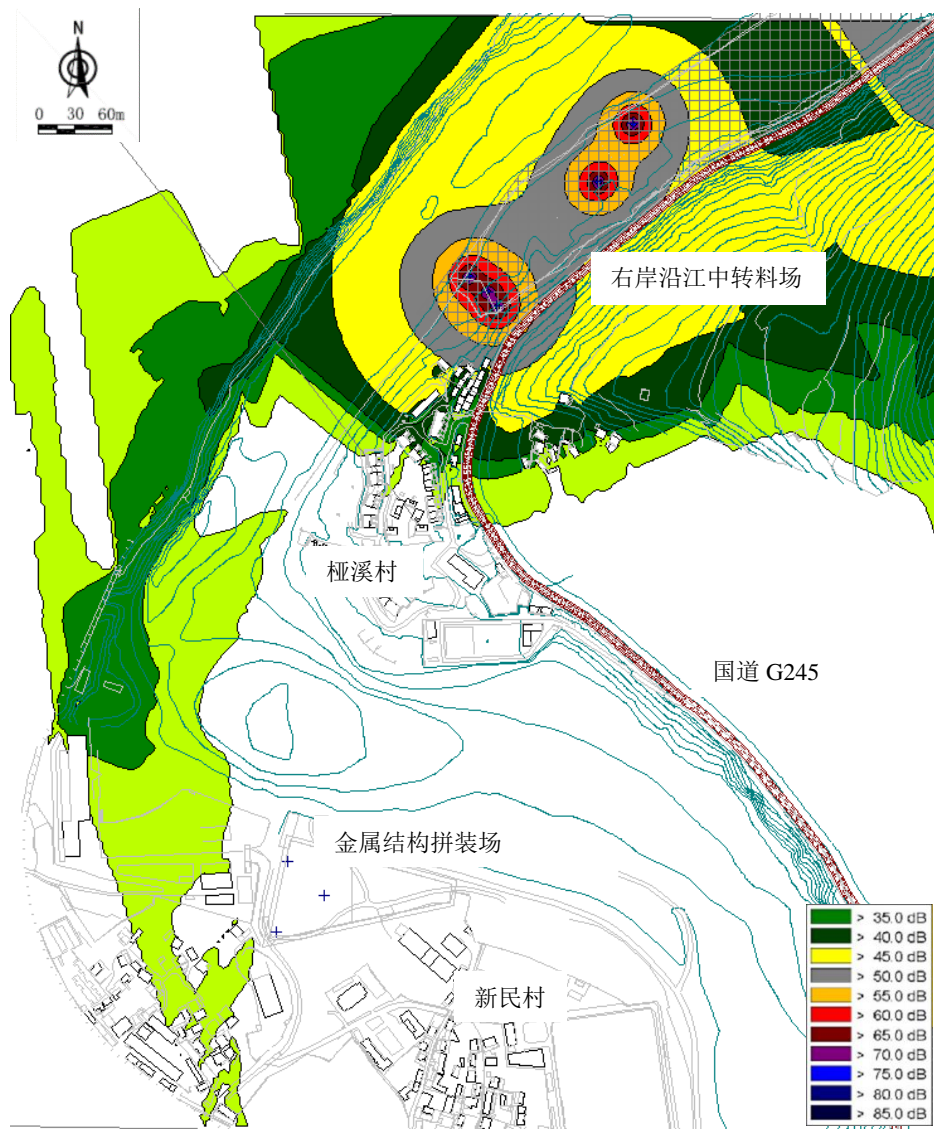 0 30 60m
右岸沿江中转料场
桠溪村
国道 G245
金属结构拼装场
新民村
> 35.0 dB
> 40.0 dB
> 45.0 dB
> 50.0 dB
> 55.0 dB
> 60.0 dB
> 65.0 dB
> 70.0 dB
> 75.0 dB
> 80.0 dB
> 85.0 dB